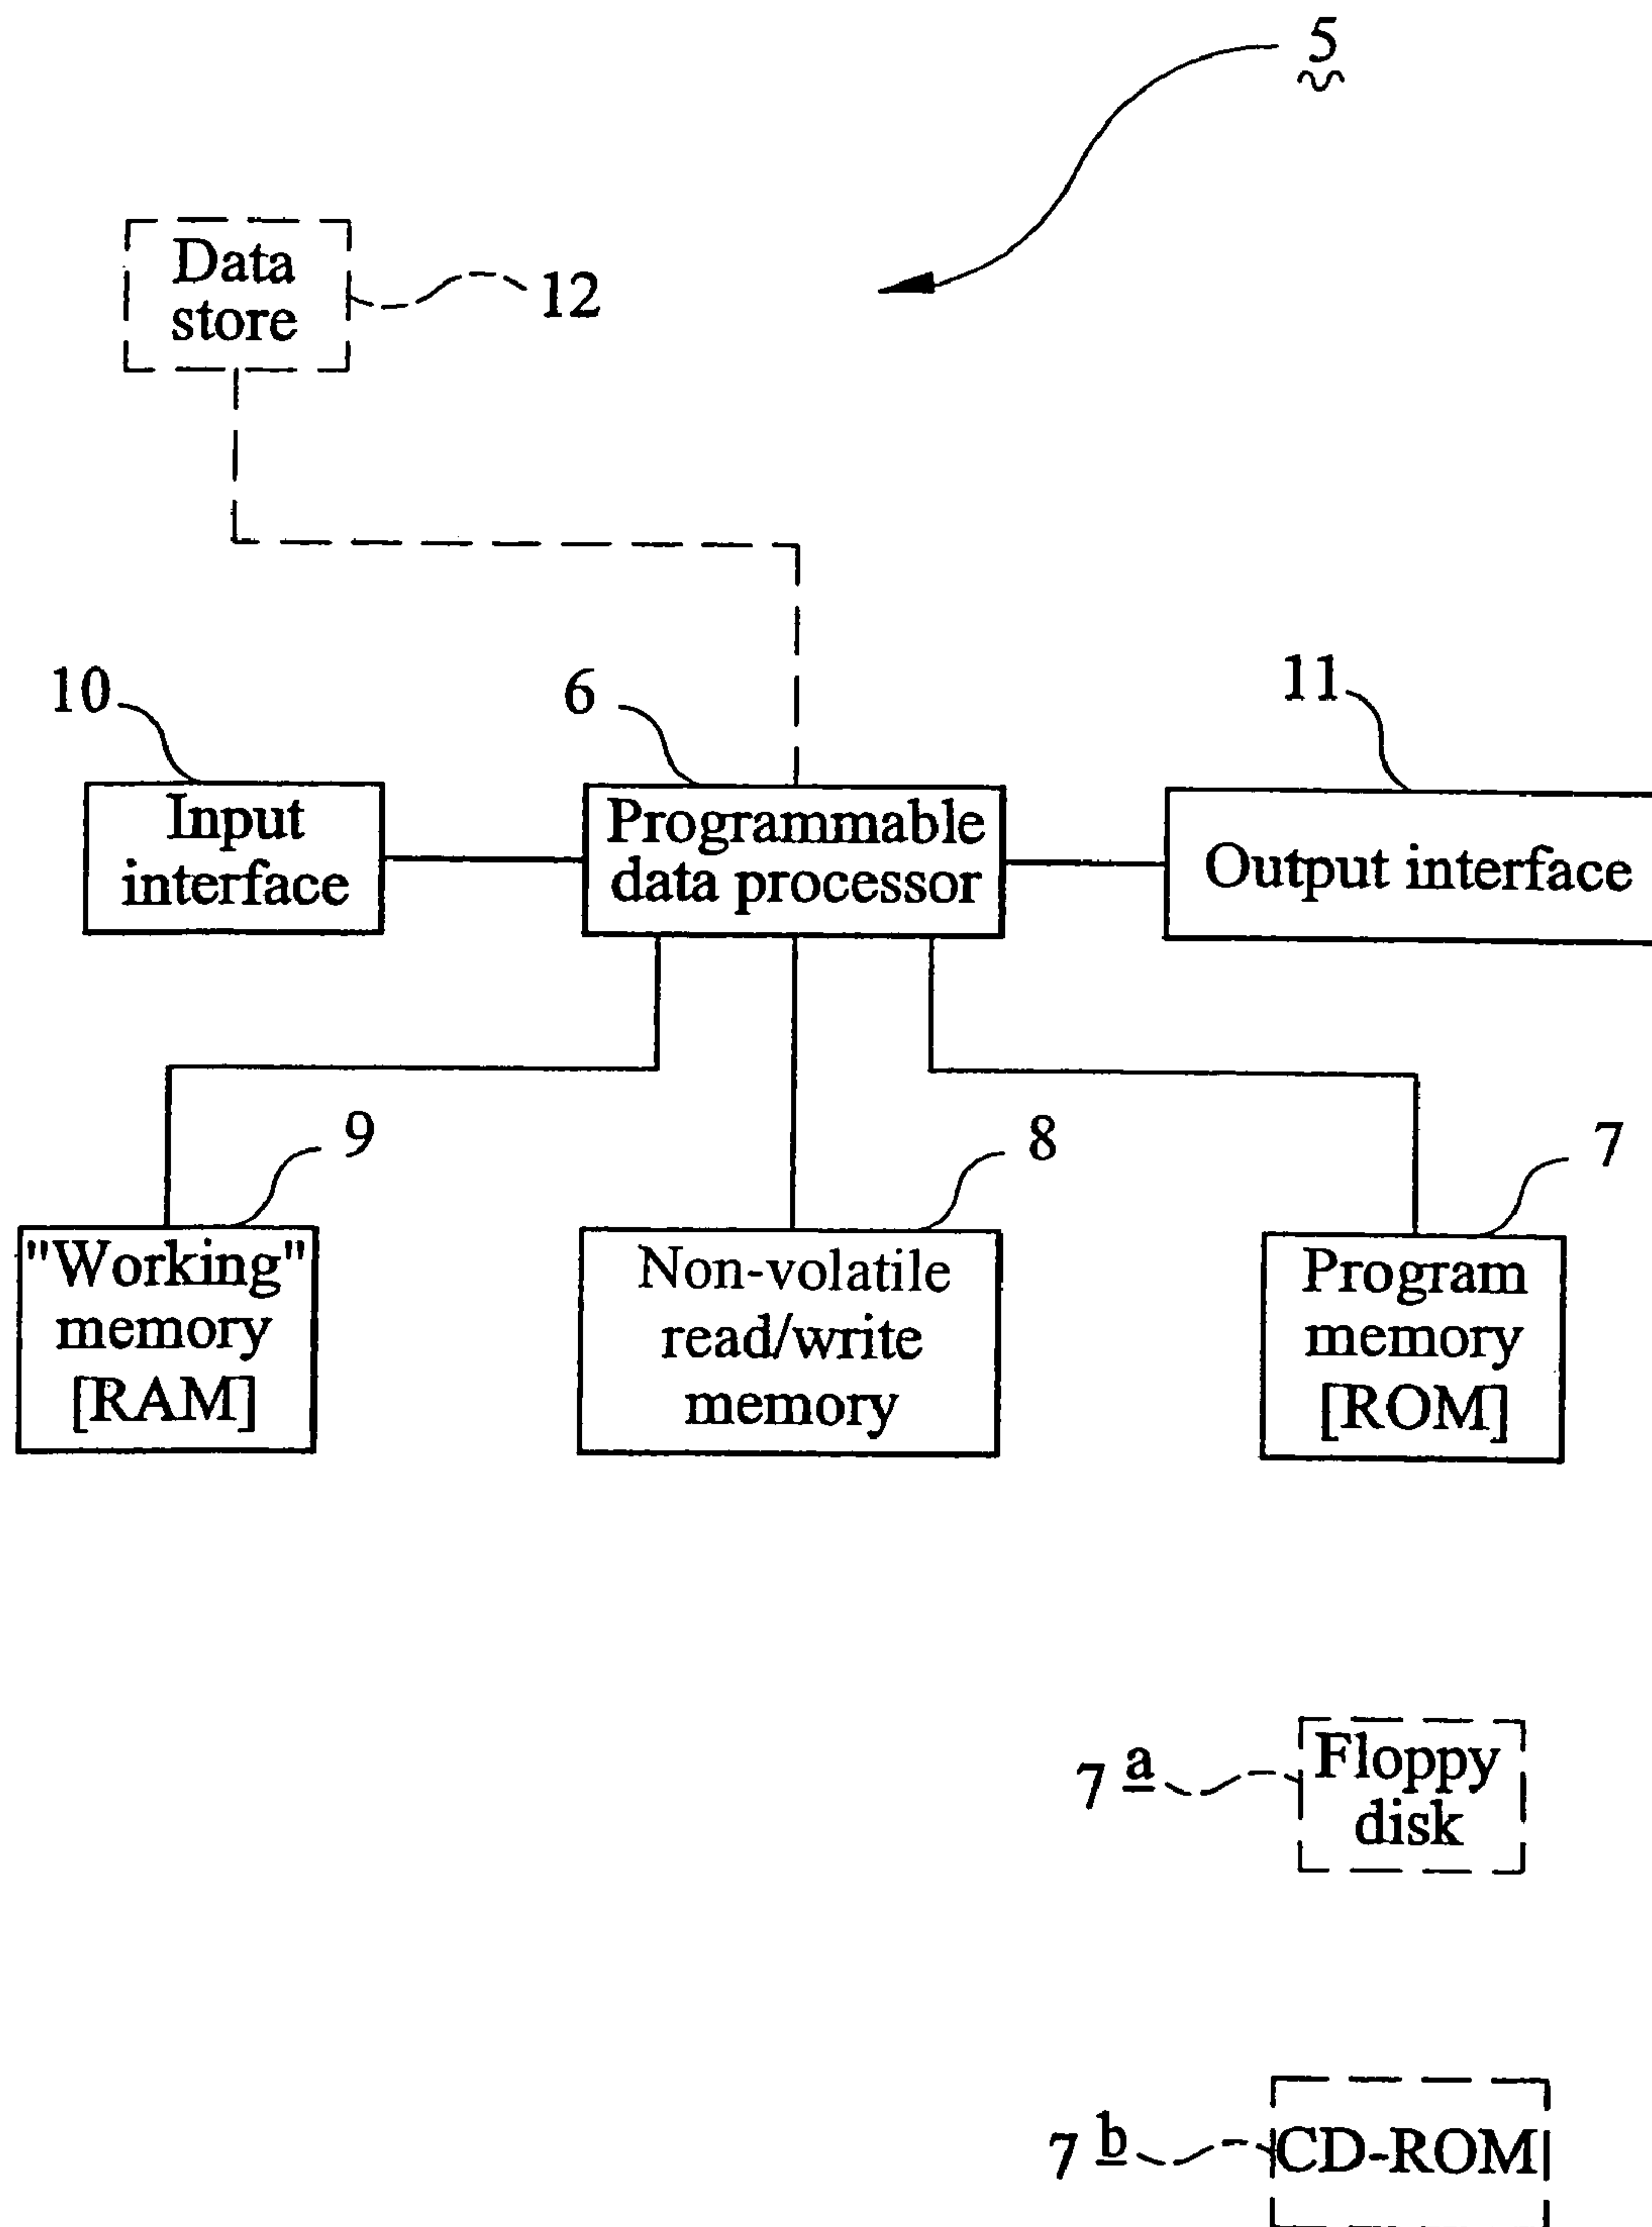 5
Data
store
12
10
6
11
Input
interface
Programmable
data processor
Output interface
9
8
7
"Working"
memory
[RAM]
Non-volatile
read/write
memory
Program
memory
[ROM]
7 a
Floppy
disk
7 b
CD-ROM